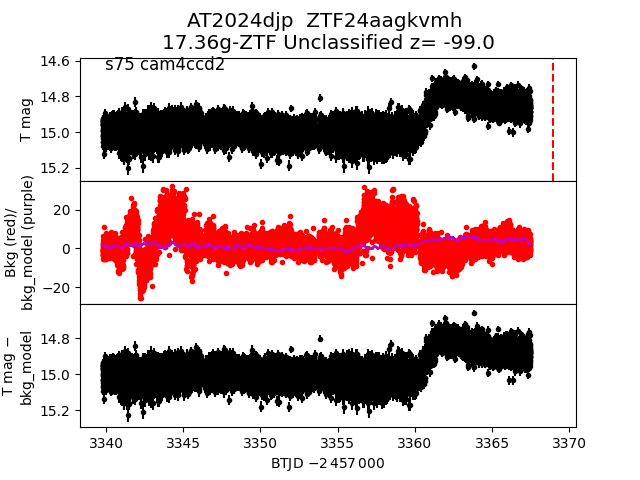 AT2024djp  ZTF24aagkvmh
17.36g-ZTF Unclassified z= -99.0
s75 cam4ccd2
T mag
14.6
14.8
15.0
15.2
Bkg (red)/
bkg_model (purple)
20
0
−20
T mag −
bkg_model
14.8
15.0
15.2
3340 3345 3350 3355 3360 3365 3370
BTJD −2 457 000